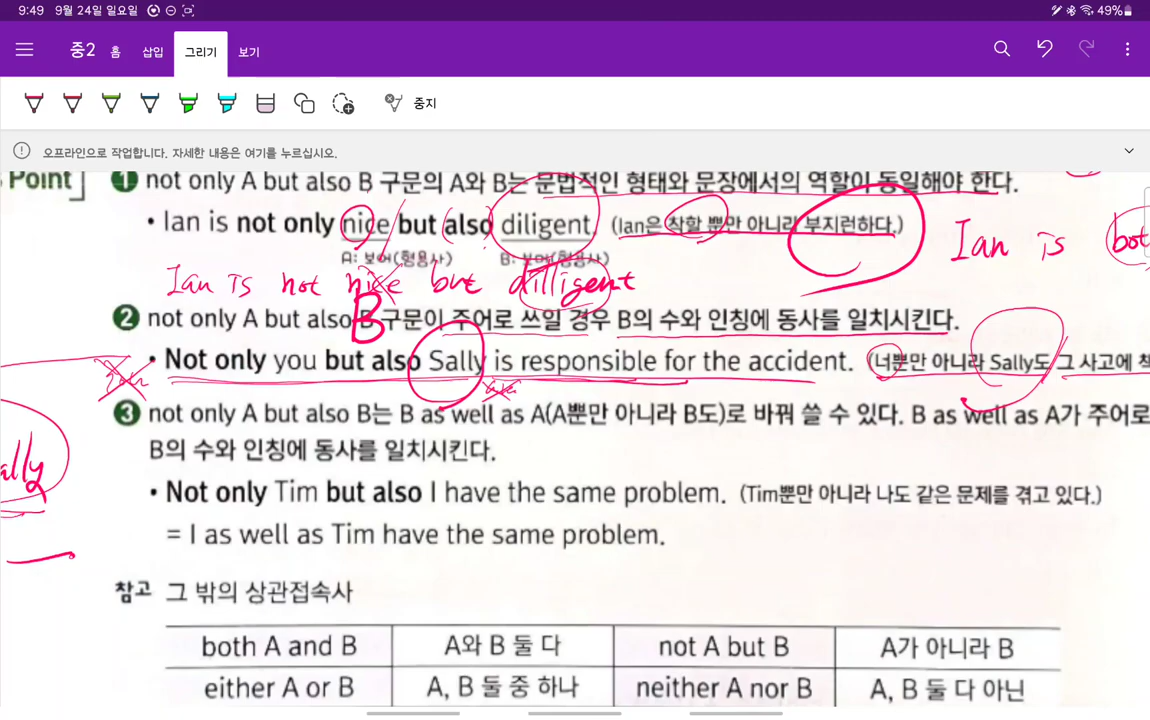 9:49 9월 24일 일요일 49%
중2 홈 삽입 그리기 보기
중지
오프라인으로 작업합니다. 자세한 내용은 여기를 누르십시오.
Point
1 not only A but also B 구문의 A와 B는 문법적인 형태와 문장에서의 역할이 동일해야 한다.
• Ian is not only nice but also diligent. (Ian은 착할 뿐만 아니라 부지런하다.)
Ian is bot
A: 보어(형용사) B: 보어(형용사)
Ian is not nice but dilligent
B
2 not only A but also B 구문이 주어로 쓰일 경우 B의 수와 인칭에 동사를 일치시킨다.
• Not only you but also Sally is responsible for the accident. (너뿐만 아니라 Sally도 그 사고에 책
3 not only A but also B는 B as well as A(A뿐만 아니라 B도)로 바꿔 쓸 수 있다. B as well as A가 주어로
B의 수와 인칭에 동사를 일치시킨다.
ally
• Not only Tim but also I have the same problem. (Tim뿐만 아니라 나도 같은 문제를 겪고 있다.)
= I as well as Tim have the same problem.
참고 그 밖의 상관접속사
both A and B A와 B 둘 다 not A but B A가 아니라 B
either A or B A, B 둘 중 하나 neither A nor B A, B 둘 다 아닌